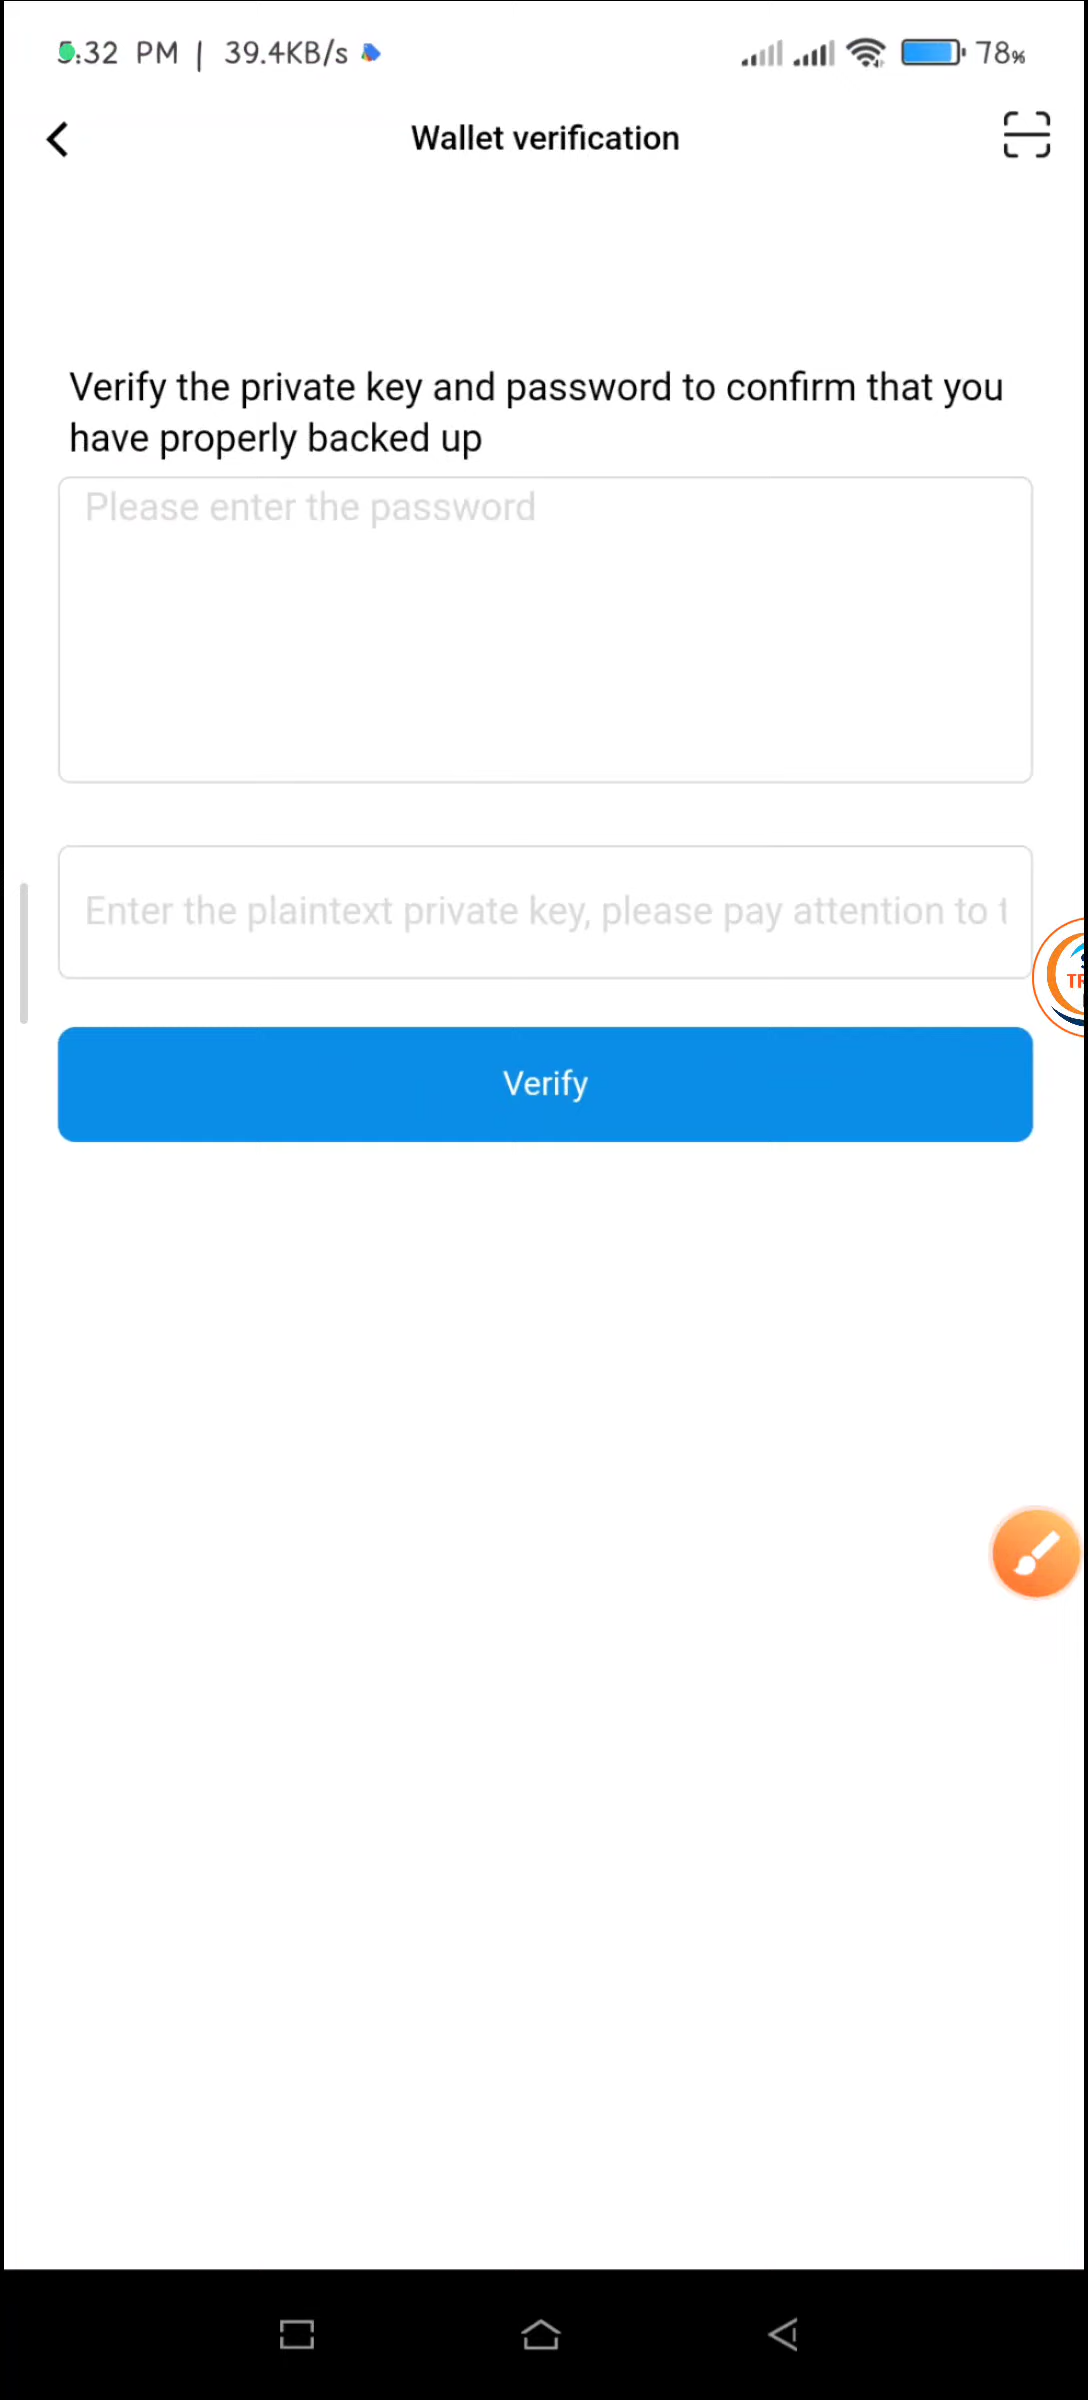 5:32 PM | 39.4KB/s 78%
Wallet verification
Verify the private key and password to confirm that you
have properly backed up
Please enter the password
Enter the plaintext private key, please pay attention to
Verify